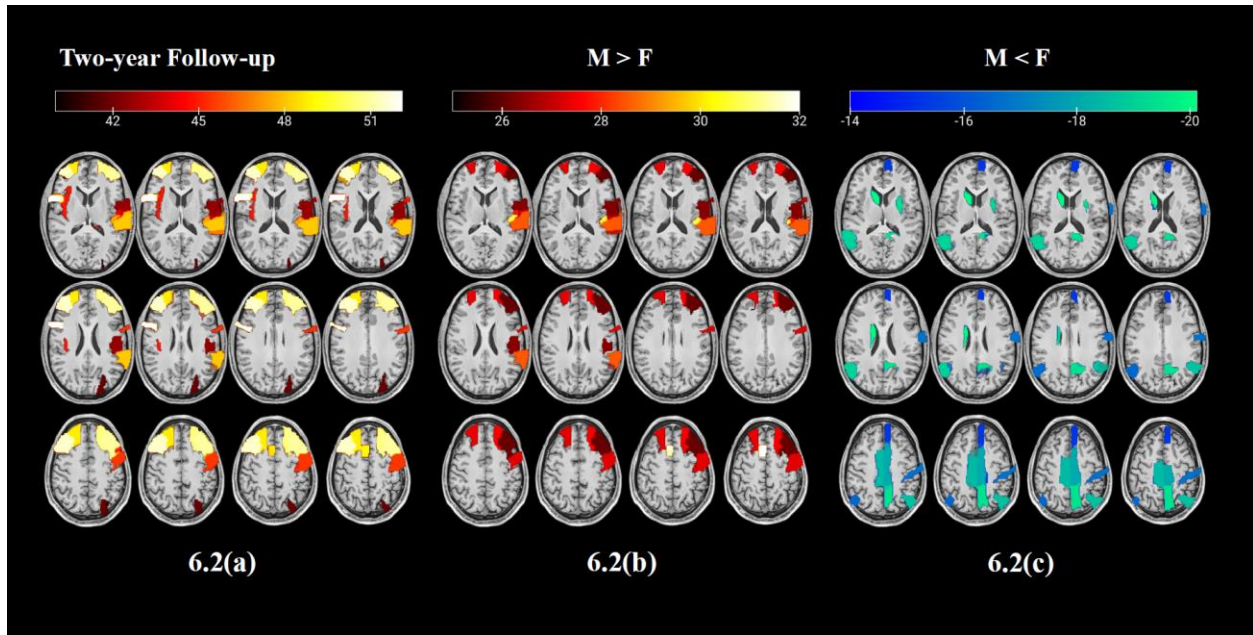 Two-year Follow-up
M > F
M < F
42 45 48 51
26 28 30 32
-14 -16 -18 -20
6.2(a)
6.2(b)
6.2(c)